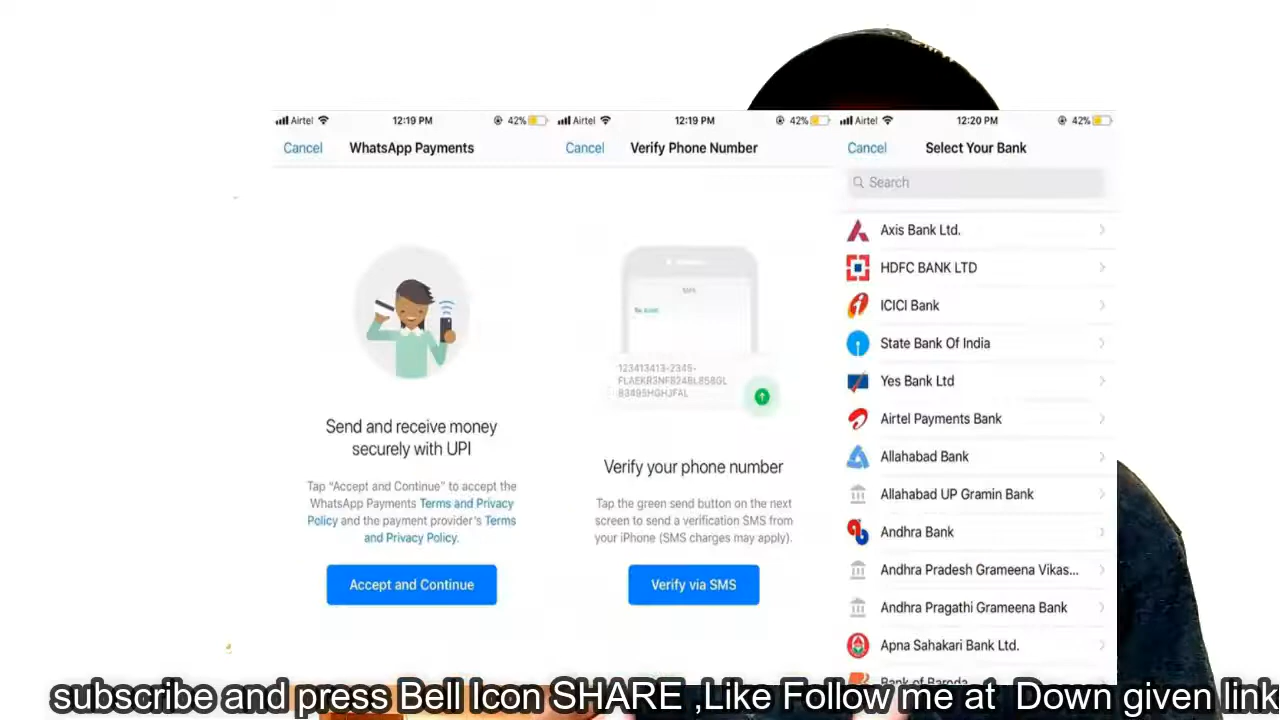 Airtel 12:19 PM 42%
Cancel WhatsApp Payments
Send and receive money
securely with UPI
Tap “Accept and Continue” to accept the
WhatsApp Payments Terms and Privacy
Policy and the payment provider's Terms
and Privacy Policy.
Accept and Continue
Airtel 12:19 PM 42%
Cancel Verify Phone Number
123413413-2345-
Verify your phone number
Tap the green send button on the next
screen to send a verification SMS from
your iPhone (SMS charges may apply).
Verify via SMS
Airtel 12:20 PM 42%
Cancel Select Your Bank
Search
Axis Bank Ltd.
HDFC BANK LTD
ICICI Bank
State Bank Of India
Yes Bank Ltd
Airtel Payments Bank
Allahabad Bank
Allahabad UP Gramin Bank
Andhra Bank
Andhra Pradesh Grameena Vikas...
Andhra Pragathi Grameena Bank
Apna Sahakari Bank Ltd.
Bank of Baroda
subscribe and press Bell Icon SHARE ,Like Follow me at Down given link